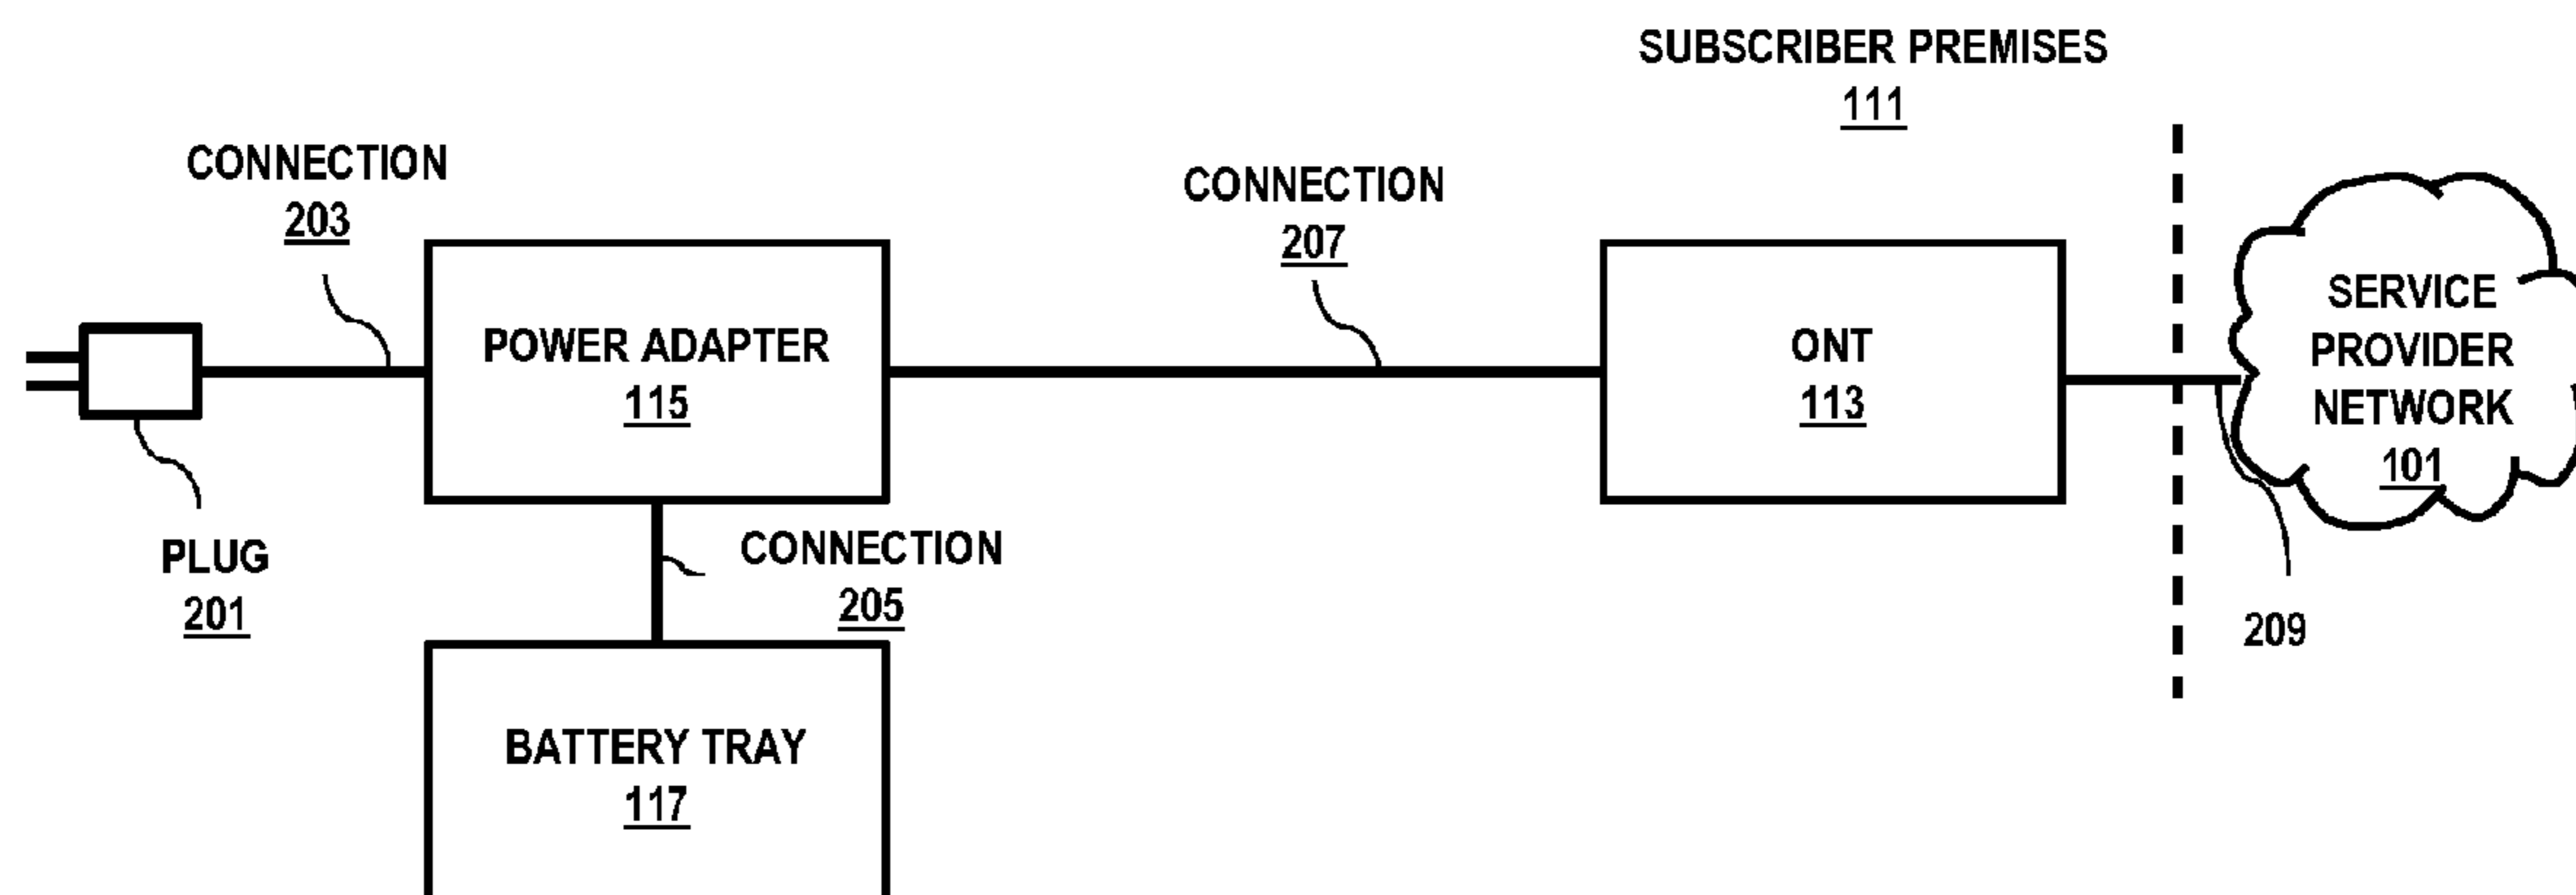 SUBSCRIBER PREMISES
111
CONNECTION
203
CONNECTION
207
POWER ADAPTER
115
ONT
113
SERVICE
PROVIDER
NETWORK
101
PLUG
201
CONNECTION
205
209
BATTERY TRAY
117